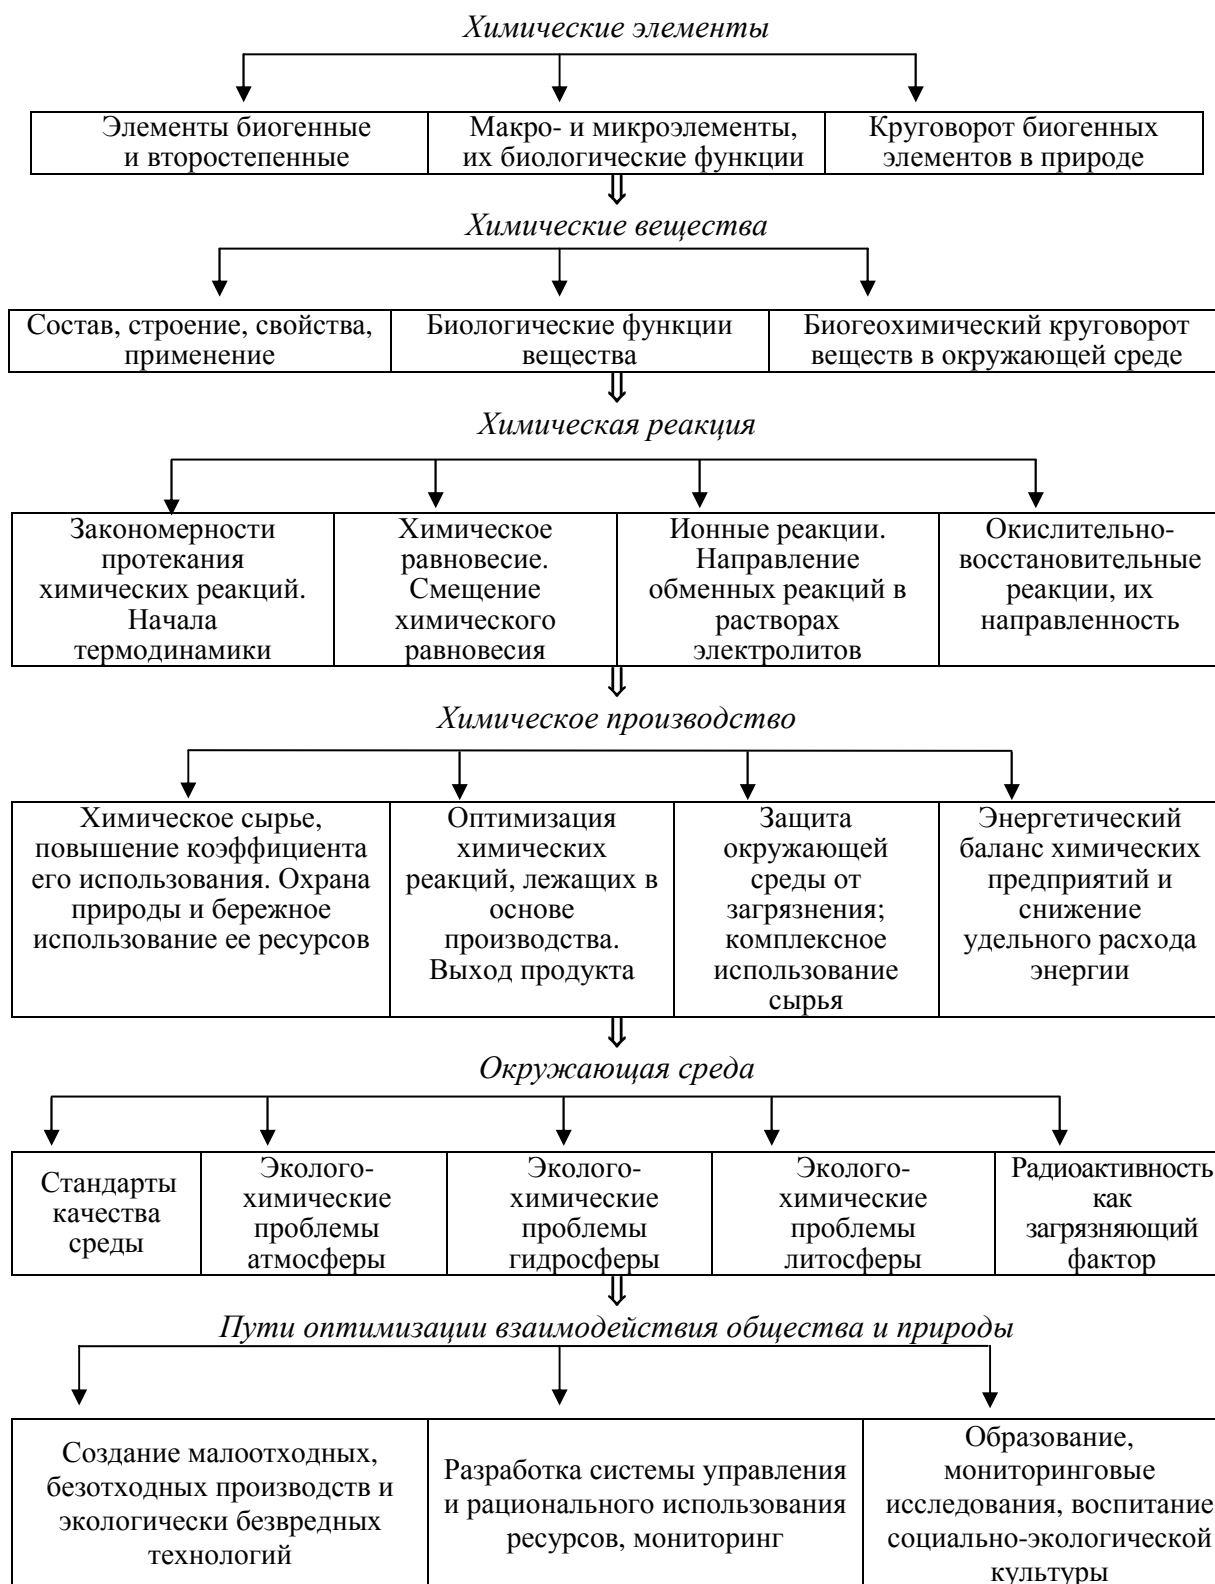 Химические элементы
Элементы биогенные
и второстепенные
Макро- и микроэлементы,
их биологические функции
Круговорот биогенных
элементов в природе
Химические вещества
Состав, строение, свойства,
применение
Биологические функции
вещества
Биогеохимический круговорот
веществ в окружающей среде
Химическая реакция
Закономерности
протекания
химических реакций.
Начала
термодинамики
Химическое
равновесие.
Смещение
химического
равновесия
Ионные реакции.
Направление
обменных реакций в
растворах
электролитов
Окислительно-
восстановительные
реакции, их
направленность
Химическое производство
Химическое сырье,
повышение коэффициента
его использования. Охрана
природы и бережное
использование ее ресурсов
Оптимизация
химических
реакций, лежащих в
основе
производства.
Выход продукта
Защита
окружающей
среды от
загрязнения;
комплексное
использование
сырья
Энергетический
баланс химических
предприятий и
снижение
удельного расхода
энергии
Окружающая среда
Стандарты
качества
среды
Эколого-
химические
проблемы
атмосферы
Эколого-
химические
проблемы
гидросферы
Эколого-
химические
проблемы
литосферы
Радиоактивность
как
загрязняющий
фактор
Пути оптимизации взаимодействия общества и природы
Создание малоотходных,
безотходных производств и
экологически безвредных
технологий
Разработка системы управления
и рационального использования
ресурсов, мониторинг
Образование,
мониторинговые
исследования, воспитание
социально-экологической
культуры